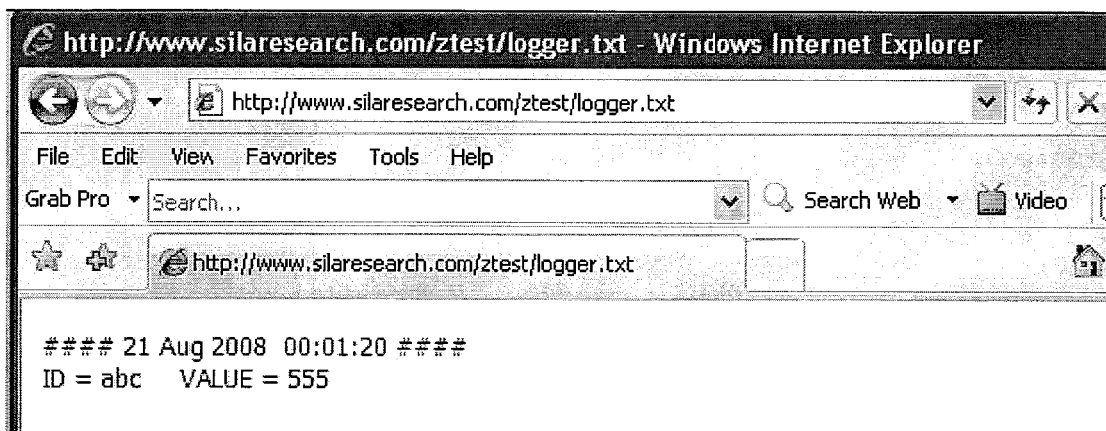 http://www.silaresearch.com/ztest/logger.txt - Windows Internet Explorer
http://www.silaresearch.com/ztest/logger.txt
File Edit View Favorites Tools Help
Grab Pro Search... Search Web Video
http://www.silaresearch.com/ztest/logger.txt
#### 21 Aug 2008 00:01:20 ####
ID = abc VALUE = 555